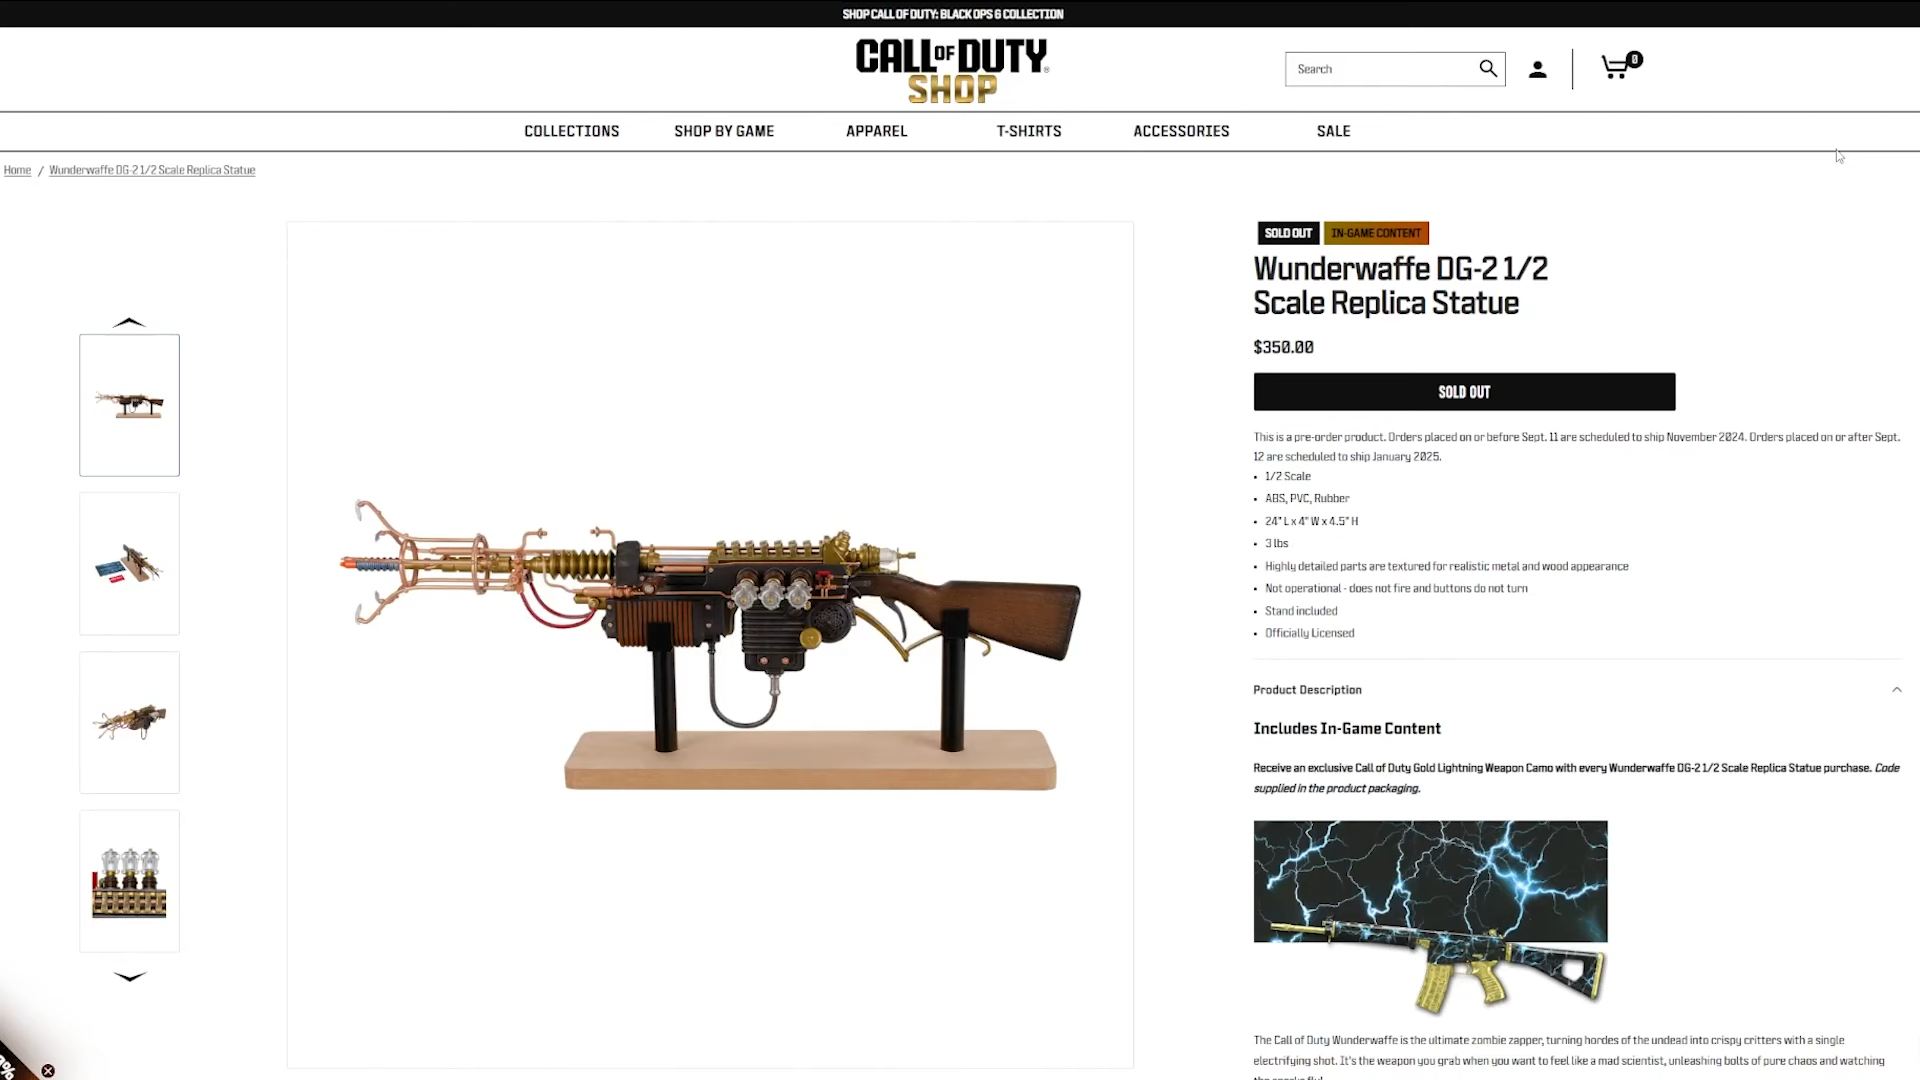 SHOP CALL OF DUTY: BLACK OPS 6 COLLECTION
CALL OF DUTY
SHOP
Search
0
COLLECTIONS
SHOP BY GAME
APPAREL
T-SHIRTS
ACCESSORIES
SALE
Home / Wunderwaffe DG-2 1/2 Scale Replica Statue
SOLD OUT
IN-GAME CONTENT
Wunderwaffe DG-2 1/2
Scale Replica Statue
$350.00
SOLD OUT
This is a pre-order product. Orders placed on or before Sept. 11 are scheduled to ship November 2024. Orders placed on or after Sept.
12 are scheduled to ship January 2025.
• 1/2 Scale
• ABS, PVC, Rubber
• 24" L x 4" W x 4.5" H
• 3 lbs
• Highly detailed parts are textured for realistic metal and wood appearance
• Not operational - does not fire and buttons do not turn
• Stand included
• Officially Licensed
Product Description
Includes In-Game Content
Receive an exclusive Call of Duty Gold Lightning Weapon Camo with every Wunderwaffe DG-2 1/2 Scale Replica Statue purchase. Code
supplied in the product packaging.
The Call of Duty Wunderwaffe is the ultimate zombie zapper, turning hordes of the undead into crispy critters with a single
electrifying shot. It's the weapon you grab when you want to feel like a mad scientist, unleashing bolts of pure chaos and watching